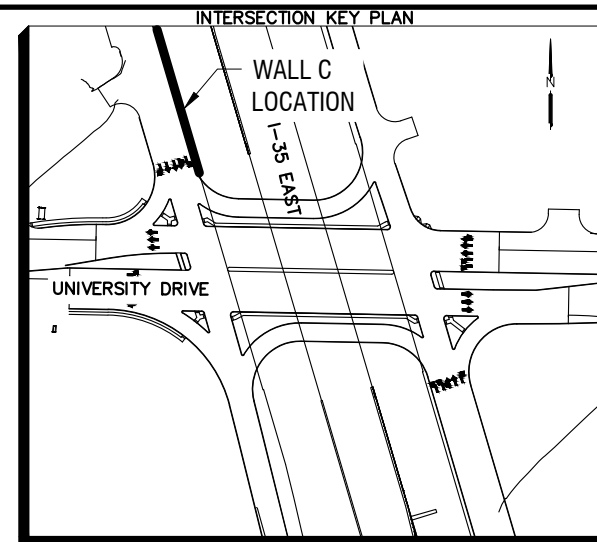 INTERSECTION KEY PLAN
WALL C
LOCATION
N
I-35 EAST
UNIVERSITY DRIVE